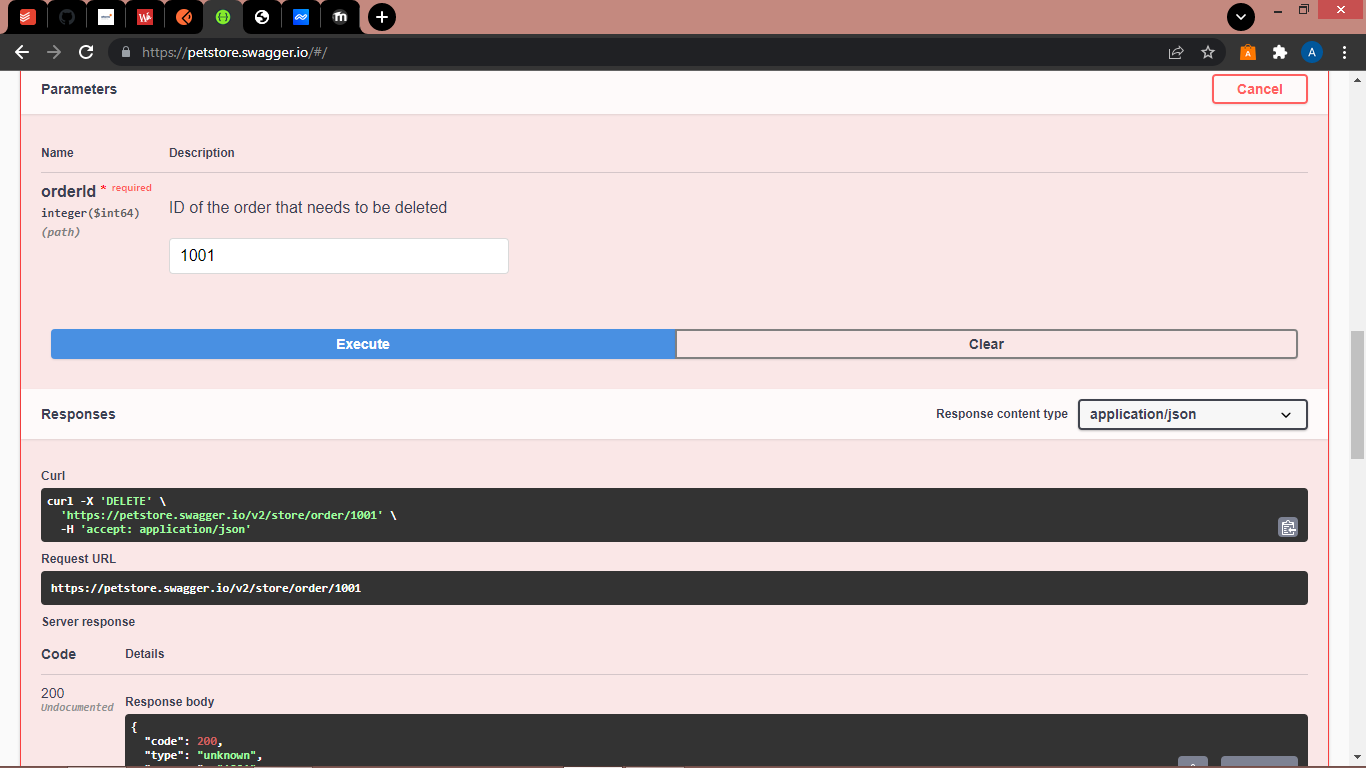 https://petstore.swagger.io/#/
A
Parameters
Cancel
Name Description
orderId * required
integer($int64)
(path)
ID of the order that needs to be deleted
1001
Execute Clear
Responses
Response content type
application/json
Curl
curl -X 'DELETE' \
'https://petstore.swagger.io/v2/store/order/1001' \
-H 'accept: application/json'
Request URL
https://petstore.swagger.io/v2/store/order/1001
Server response
Code Details
200
Undocumented
Response body
{
"code": 200,
"type": "unknown",